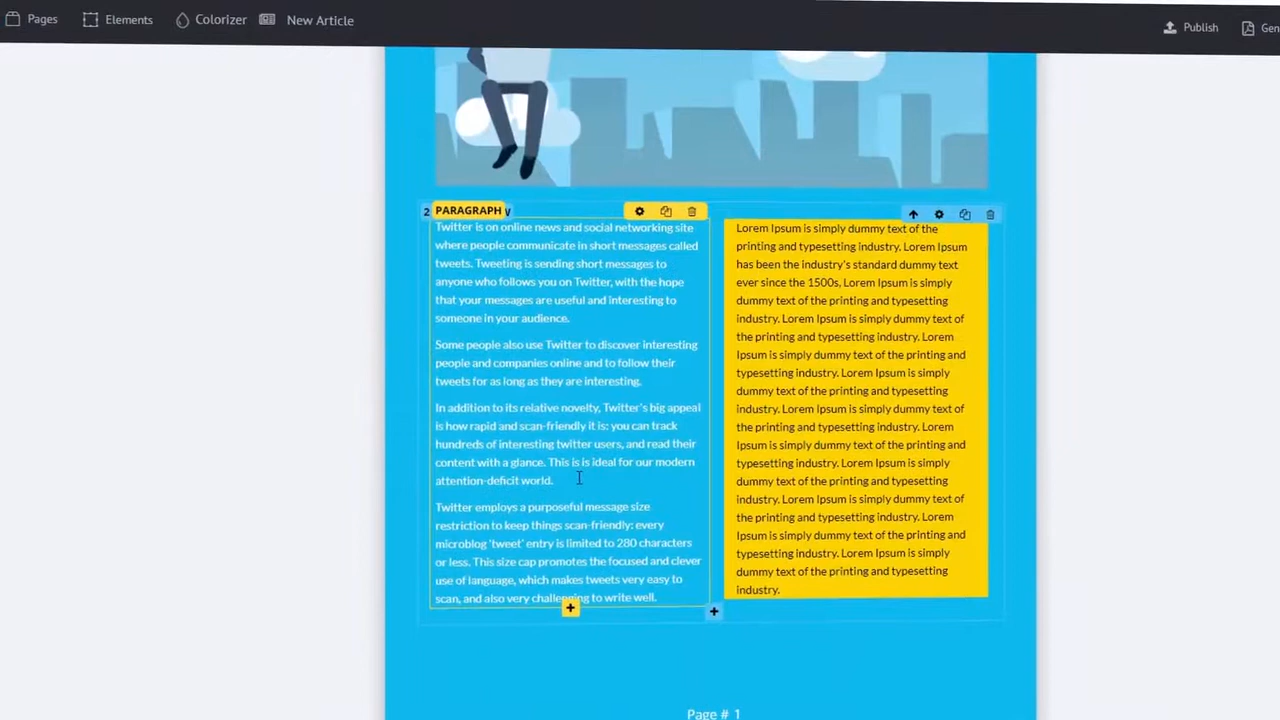 Pages
Elements
Colorizer
New Article
Publish
Gen
2
PARAGRAPH
Twitter is on online news and social networking site
where people communicate in short messages called
tweets. Tweeting is sending short messages to
anyone who follows you on Twitter, with the hope
that your messages are useful and interesting to
someone in your audience.
Some people also use Twitter to discover interesting
people and companies online and to follow their
tweets for as long as they are interesting.
In addition to its relative novelty, Twitter's big appeal
is how rapid and scan-friendly it is: you can track
hundreds of interesting twitter users, and read their
content with a glance. This is is ideal for our modern
attention-deficit world.
Twitter employs a purposeful message size
restriction to keep things scan-friendly: every
microblog 'tweet' entry is limited to 280 characters
or less. This size cap promotes the focused and clever
use of language, which makes tweets very easy to
scan, and also very challenging to write well.
Lorem Ipsum is simply dummy text of the
printing and typesetting industry. Lorem Ipsum
has been the industry's standard dummy text
ever since the 1500s, Lorem Ipsum is simply
dummy text of the printing and typesetting
industry. Lorem Ipsum is simply dummy text of
the printing and typesetting industry. Lorem
Ipsum is simply dummy text of the printing and
typesetting industry. Lorem Ipsum is simply
dummy text of the printing and typesetting
industry. Lorem Ipsum is simply dummy text of
the printing and typesetting industry. Lorem
Ipsum is simply dummy text of the printing and
typesetting industry. Lorem Ipsum is simply
dummy text of the printing and typesetting
industry. Lorem Ipsum is simply dummy text of
the printing and typesetting industry. Lorem
Ipsum is simply dummy text of the printing and
typesetting industry. Lorem Ipsum is simply
dummy text of the printing and typesetting
industry.
Page # 1